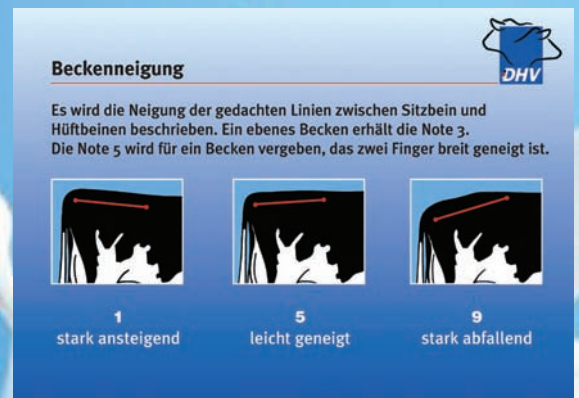 DHV
Beckenneigung
Es wird die Neigung der gedachten Linien zwischen Sitzbein und
Hüftbeinen beschrieben. Ein ebenes Becken erhält die Note 3.
Die Note 5 wird für ein Becken vergeben, das zwei Finger breit geneigt ist.
1
stark ansteigend
5
leicht geneigt
9
stark abfallend